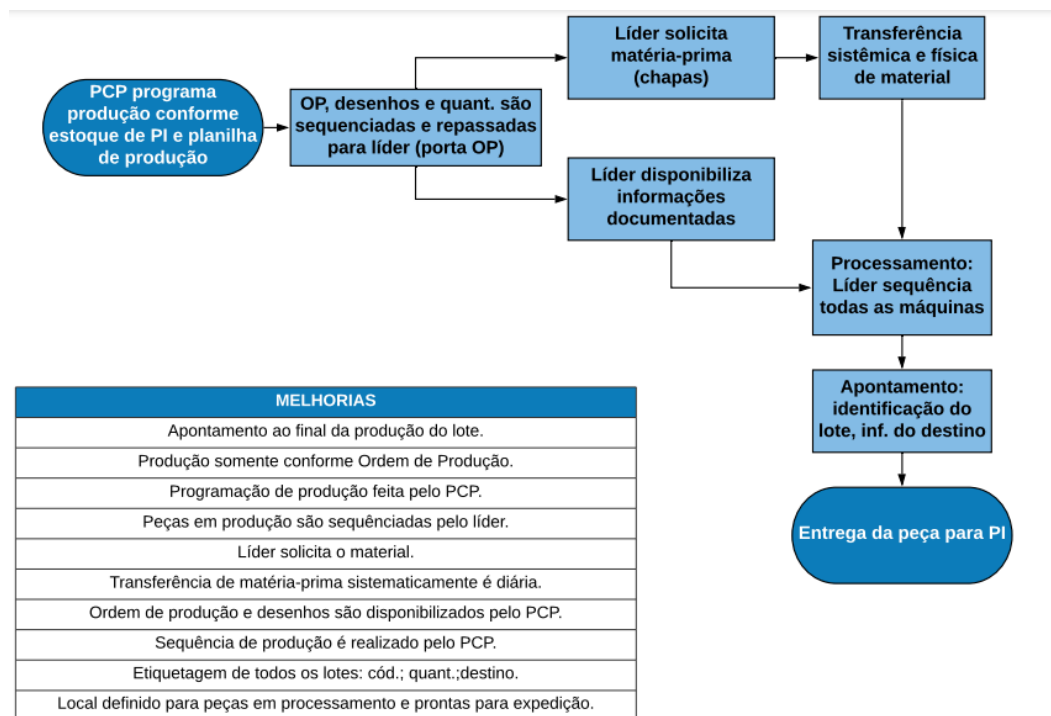 PCP programa
produção conforme
estoque de PI e planilha
de produção
OP, desenhos e quant. são
sequenciadas e repassadas
para líder (porta OP)
Líder solicita
matéria-prima
(chapas)
Transferência
sistêmica e física
de material
Líder disponibiliza
informações
documentadas
Processamento:
Líder sequência
todas as máquinas
Apontamento:
identificação do
lote, inf. do destino
Entrega da peça para PI
MELHORIAS
Apontamento ao final da produção do lote.
Produção somente conforme Ordem de Produção.
Programação de produção feita pelo PCP.
Peças em produção são sequênciadas pelo líder.
Líder solicita o material.
Transferência de matéria-prima sistematicamente é diária.
Ordem de produção e desenhos são disponibilizados pelo PCP.
Sequência de produção é realizado pelo PCP.
Etiquetagem de todos os lotes: cód.; quant.;destino.
Local definido para peças em processamento e prontas para expedição.